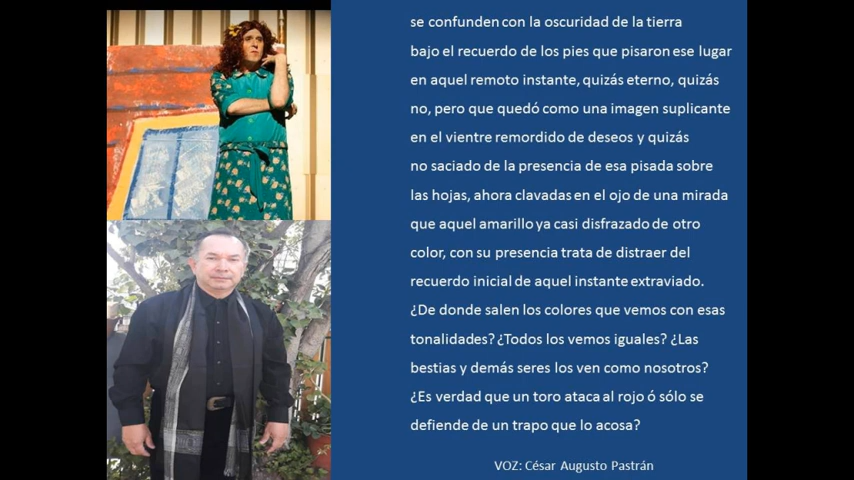 se confunden con la oscuridad de la tierra
bajo el recuerdo de los pies que pisaron ese lugar
en aquel remoto instante, quizás eterno, quizás
no, pero que quedó como una imagen suplicante
en el vientre remordido de deseos y quizás
no saciado de la presencia de esa pisada sobre
las hojas, ahora clavadas en el ojo de una mirada
que aquel amarillo ya casi disfrazado de otro
color, con su presencia trata de distraer del
recuerdo inicial de aquel instante extraviado.
¿De donde salen los colores que vemos con esas
tonalidades? ¿Todos los vemos iguales? ¿Las
bestias y demás seres los ven como nosotros?
¿Es verdad que un toro ataca al rojo ó sólo se
defiende de un trapo que lo acosa?
VOZ: César Augusto Pastrán